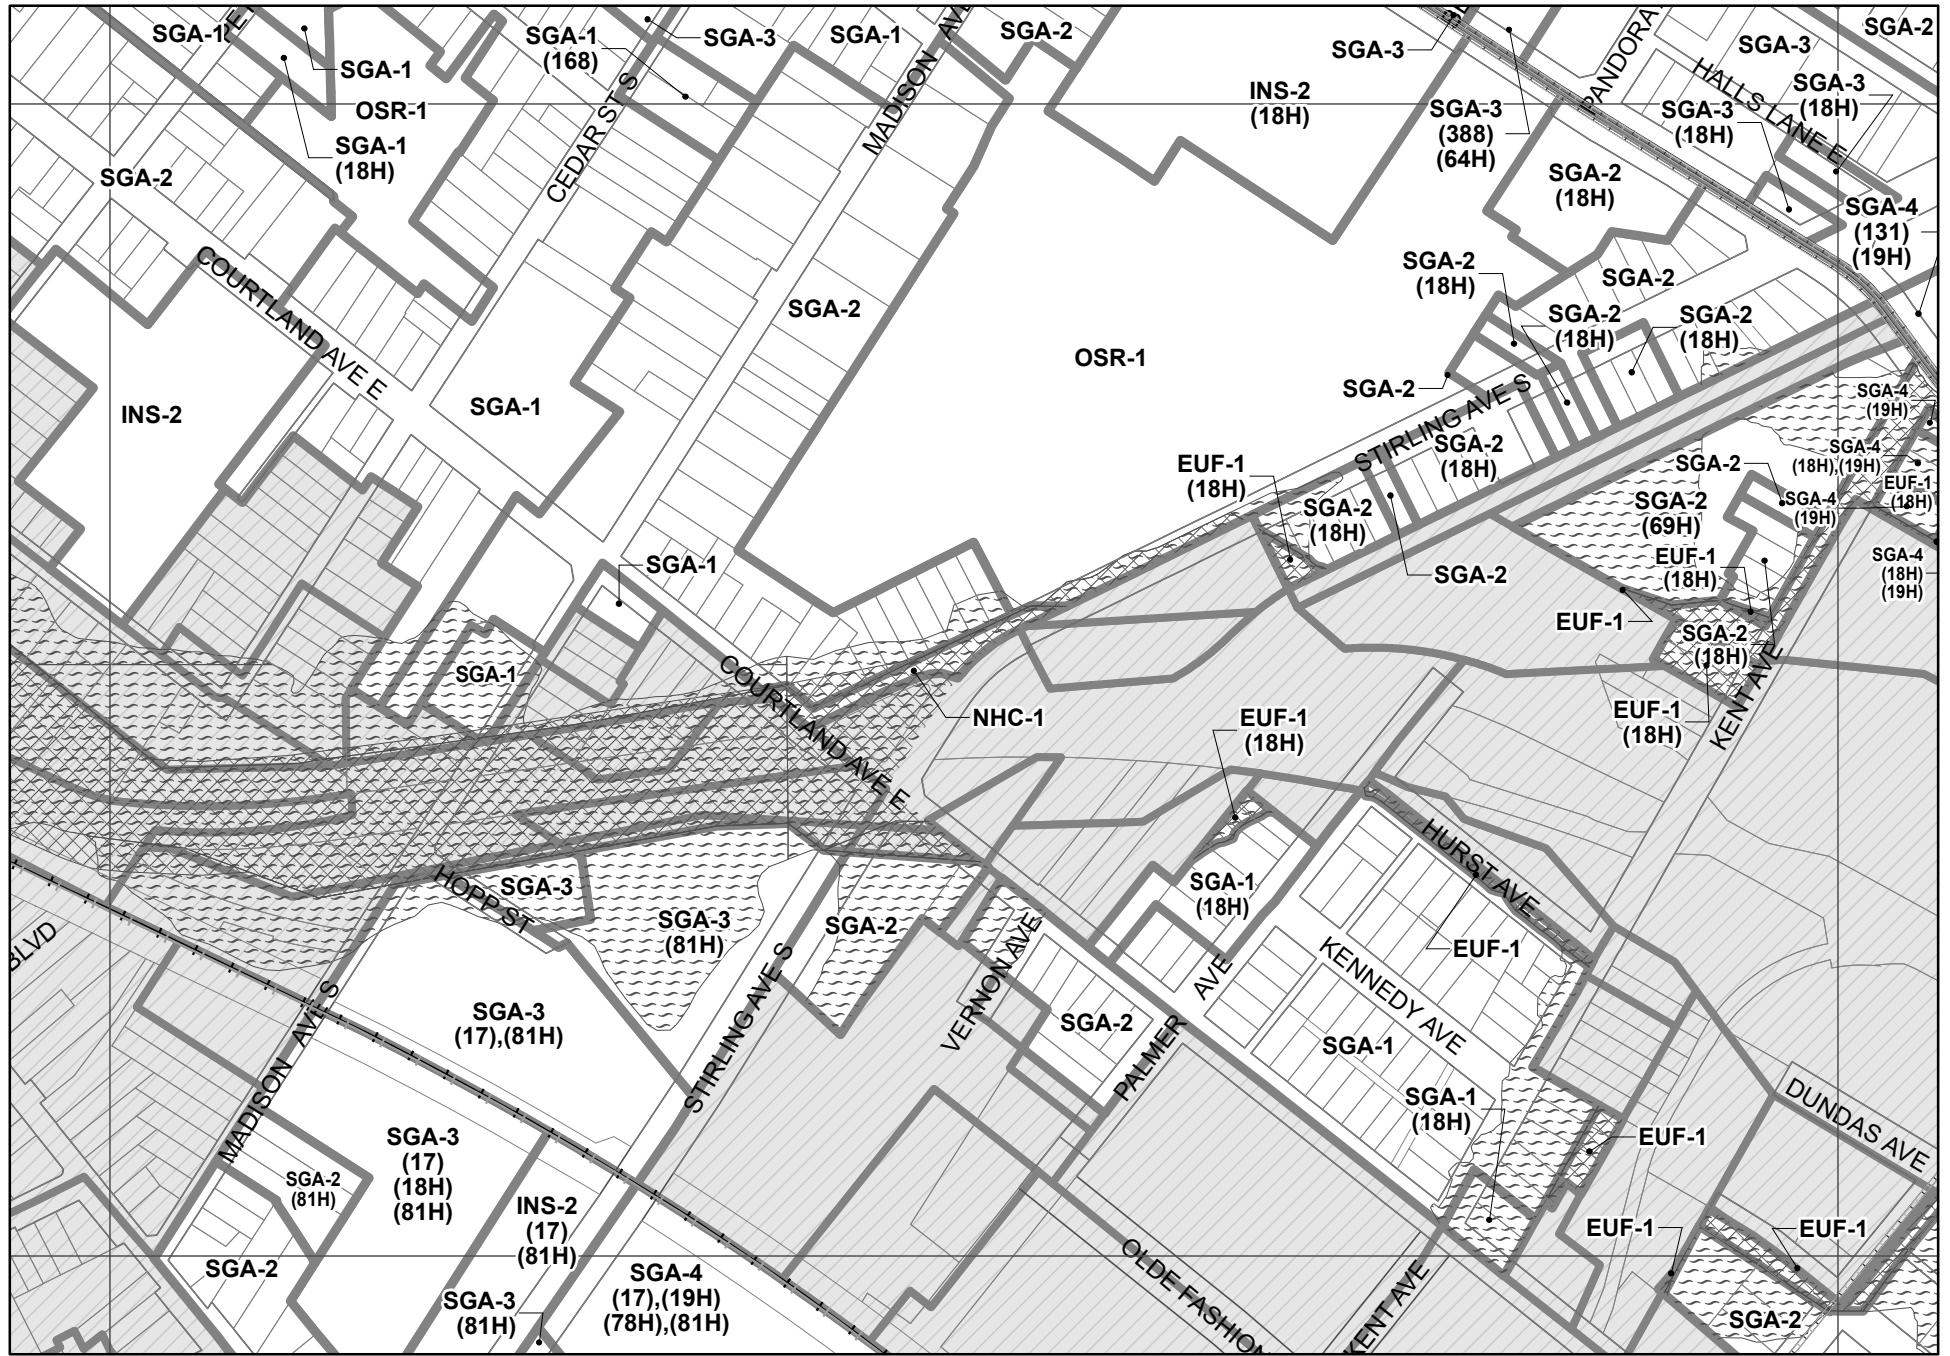 SGA-1
SGA-1
OSR-1
SGA-1
(18H)
SGA-2
SGA-1
(168)
SGA-3
SGA-1
CEDAR ST S
SGA-2
INS-2
(18H)
SGA-3
SGA-3
(388)
(64H)
SGA-3
SGA-2
HALLS LANE E
SGA-3
(18H)
SGA-3
(18H)
SGA-2
(18H)
SGA-4
(131)
(19H)
COURTLAND AVE E
SGA-2
OSR-1
SGA-2
(18H)
SGA-2
SGA-2
(18H)
SGA-2
(18H)
SGA-2
STIRLING AVE S
SGA-4
(19H)
INS-2
SGA-1
SGA-2
(18H)
EUF-1
(18H)
SGA-2
(18H)
SGA-2
SGA-2
SGA-2
(69H)
SGA-4
(18H),(19H)
SGA-4
(19H)
EUF-1
(18H)
SGA-4
(18H)
(19H)
EUF-1
(18H)
EUF-1
SGA-2
(18H)
EUF-1
(18H)
KENT AVE
SGA-1
SGA-1
COURTLAND AVE E
NHC-1
EUF-1
(18H)
HOPP ST
SGA-3
SGA-3
(81H)
SGA-2
SGA-1
(18H)
HURST AVE
EUF-1
KENNEDY AVE
AVE
VERNON AVE
SGA-2
PALMER
SGA-1
SGA-1
(18H)
EUF-1
DUNDAS AVE
BLVD
MADISON AVE S
SGA-3
(17),(81H)
STIRLING AVE S
SGA-2
(81H)
SGA-3
(17)
(18H)
(81H)
INS-2
(17)
(81H)
SGA-2
SGA-3
(81H)
SGA-4
(17),(19H)
(78H),(81H)
OLDE FASHION
KENT AVE
EUF-1
EUF-1
SGA-2
MADISON AVE
PANDORA